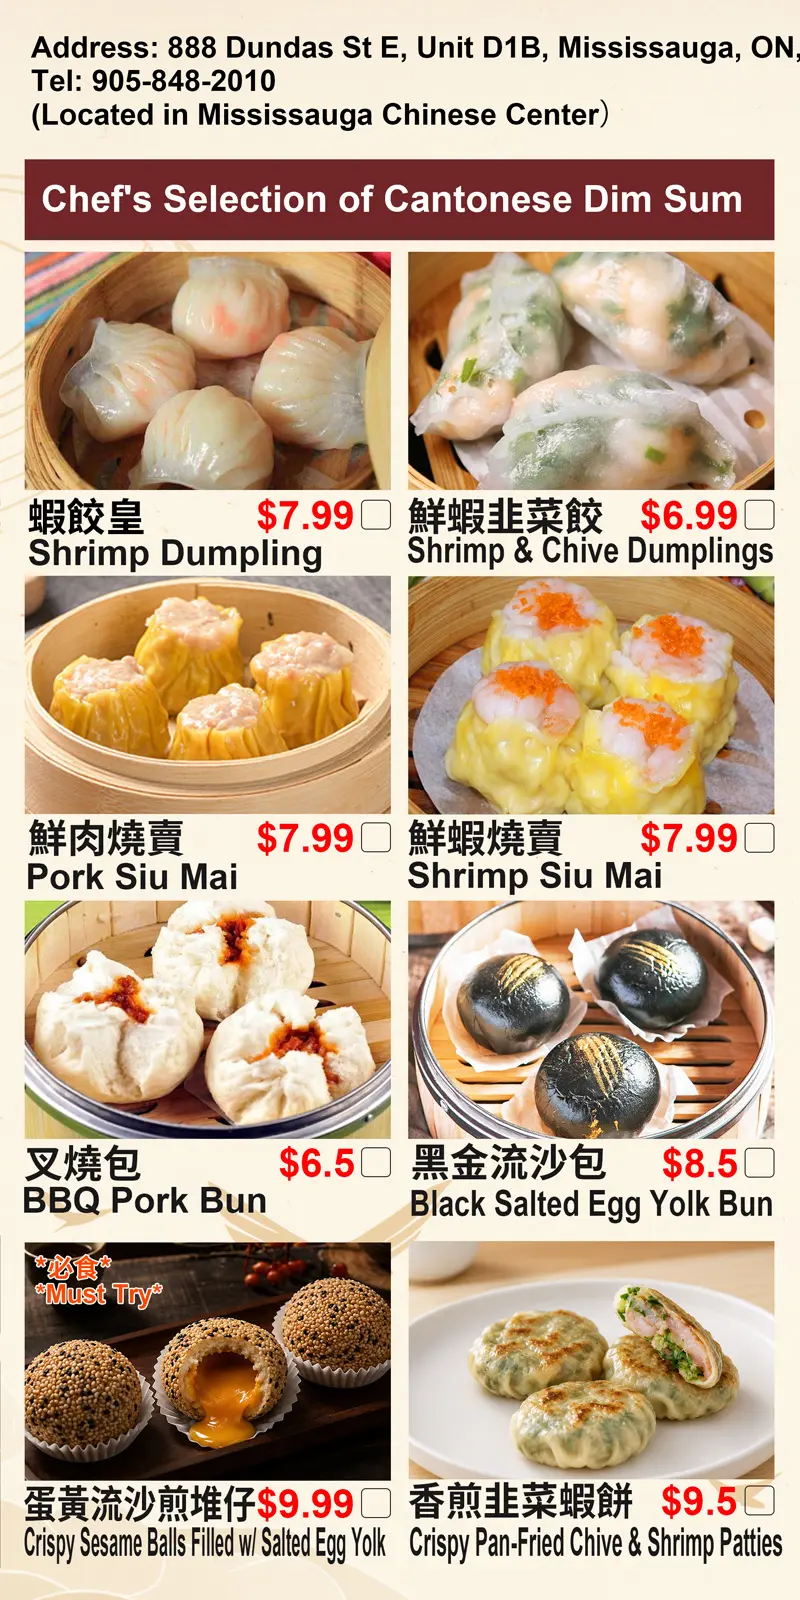 Address: 888 Dundas St E, Unit D1B, Mississauga, ON,
Tel: 905-848-2010
(Located in Mississauga Chinese Center)
Chef's Selection of Cantonese Dim Sum
蝦餃皇 $7.99
Shrimp Dumpling
鮮蝦韭菜餃 $6.99
Shrimp & Chive Dumplings
鮮肉燒賣 $7.99
Pork Siu Mai
鮮蝦燒賣 $7.99
Shrimp Siu Mai
叉燒包 $6.5
BBQ Pork Bun
黑金流沙包 $8.5
Black Salted Egg Yolk Bun
*必食*
*Must Try*
蛋黃流沙煎堆仔$9.99
Crispy Sesame Balls Filled w/ Salted Egg Yolk
香煎韭菜蝦餅 $9.5
Crispy Pan-Fried Chive & Shrimp Patties